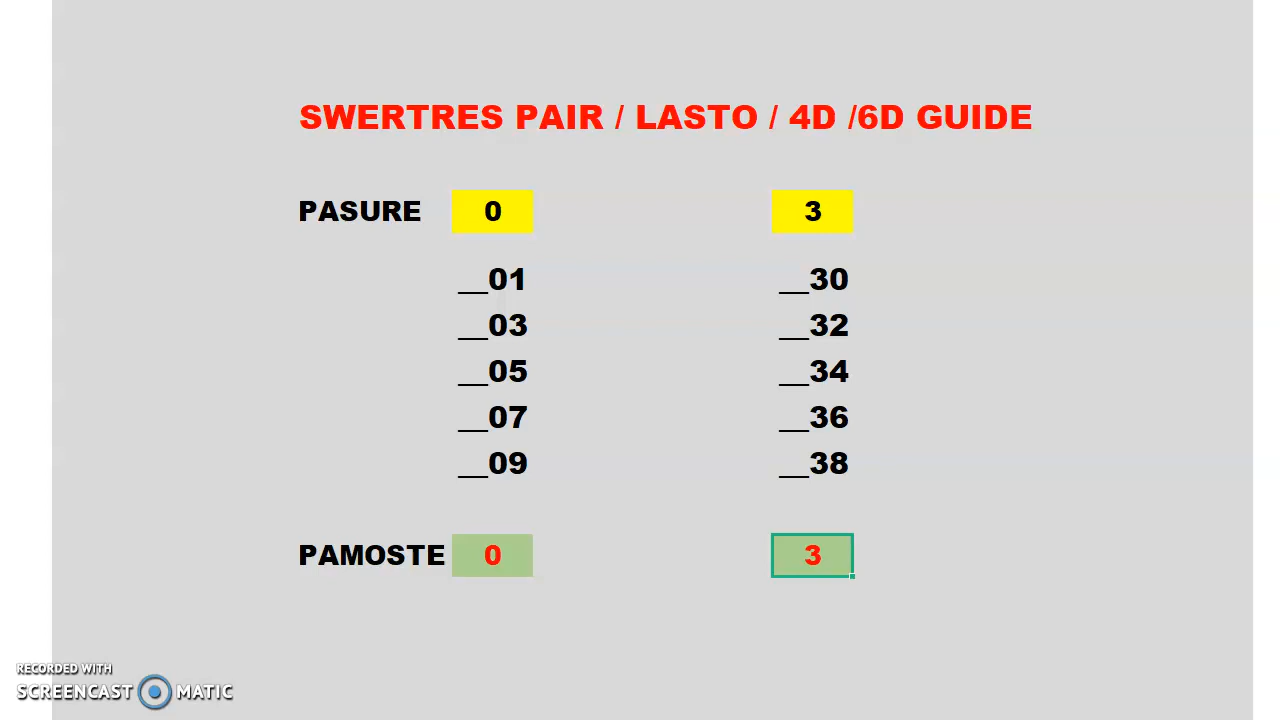 SWERTRES PAIR / LASTO / 4D /6D GUIDE
PASURE 0 3
__01 __30
__03 __32
__05 __34
__07 __36
__09 __38
PAMOSTE 0 3
RECORDED WITH
SCREENCAST MATIC